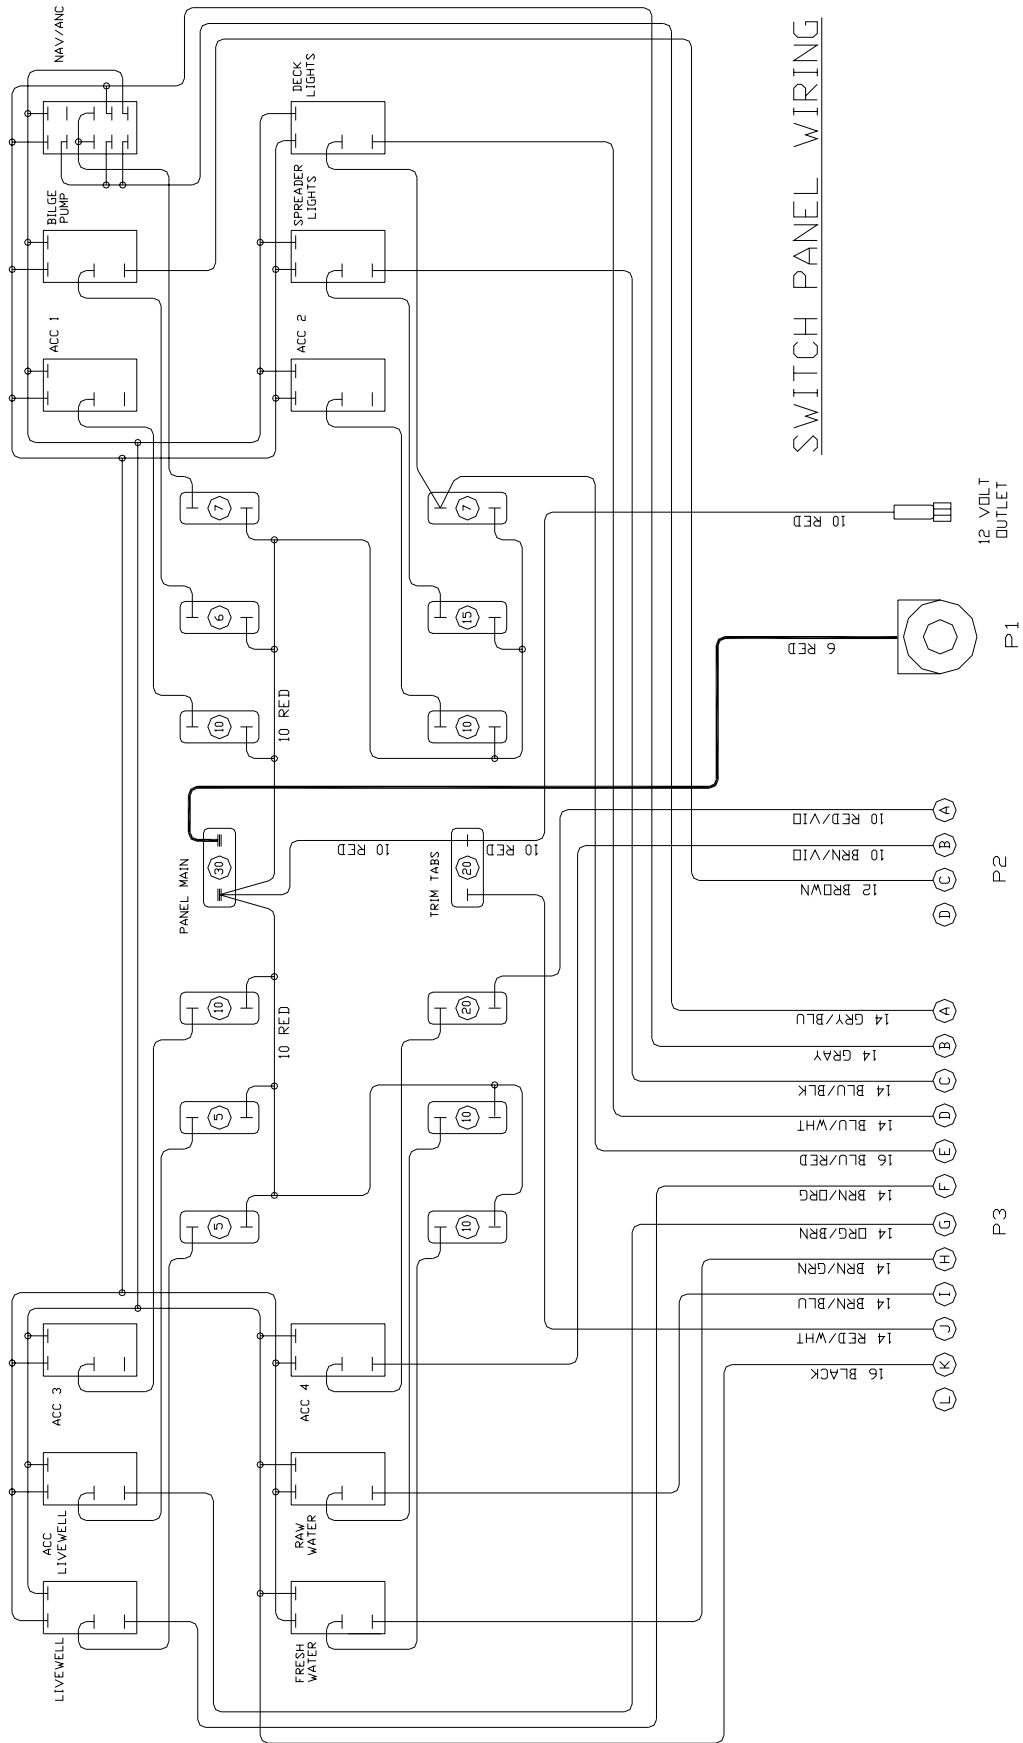 SWITCH PANEL WIRING
LIVEWELL
ACC
LIVEWELL
ACC 3
ACC 1
BILGE
PUMP
NAV/ANC
5
5
10
PANEL MAIN
30
10
6
7
10 RED
10 RED
FRESH
WATER
RAW
WATER
ACC 4
ACC 2
SPREADER
LIGHTS
DECK
LIGHTS
10
10
20
TRIM TABS
20
10
15
7
10 RED
10 RED
16 BLACK
14 RED/WHT
14 BRN/BLU
14 BRN/GRN
14 ORG/BRN
14 BRN/ORG
16 BLU/RED
14 BLU/WHT
14 BLU/BLK
14 GRAY
14 GRY/BLU
12 BROWN
10 BRN/VIO
10 RED/VIO
6 RED
10 RED
L
K
J
I
H
G
F
E
D
C
B
A
D
C
B
A
P3
P2
P1
12 VOLT
OUTLET